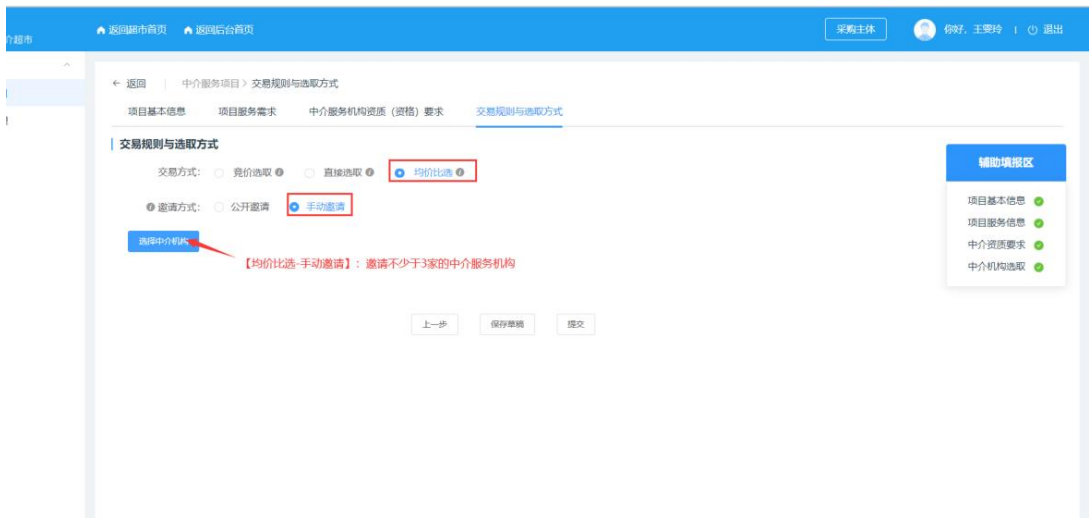 介超市
返回超市首页 返回后台首页 采购主体 你好, 王雯玲 | 退出
← 返回 | 中介服务项目 > 交易规则与选取方式
项目基本信息 项目服务需求 中介服务机构资质 (资格) 要求 交易规则与选取方式
交易规则与选取方式
交易方式: 竞价选取 直接选取 均价比选
邀请方式: 公开邀请 手动邀请
选择中介机构
【均价比选-手动邀请】: 邀请不少于3家的中介服务机构
上一步 保存草稿 提交
辅助填报区
项目基本信息
项目服务信息
中介资质要求
中介机构选取